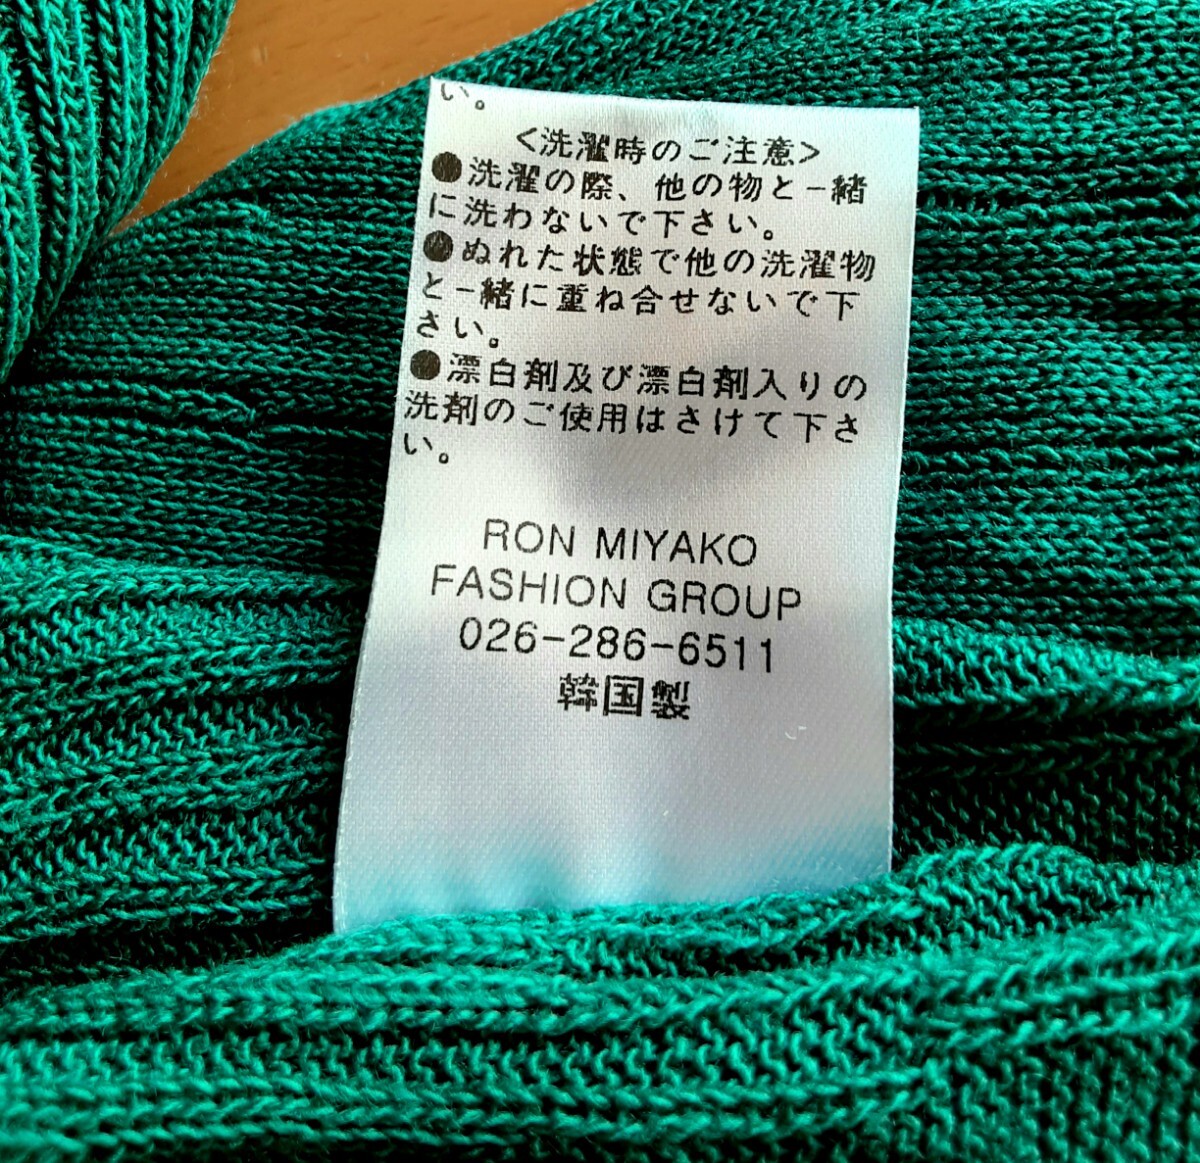 い。
<洗濯時のご注意>
●洗濯の際、他の物と一緒
に洗わないで下さい。
●ぬれた状態で他の洗濯物
と一緒に重ね合せないで下
さい。
●漂白剤及び漂白剤入りの
洗剤のご使用はさけて下さ
い。
RON MIYAKO
FASHION GROUP
026-286-6511
韓国製